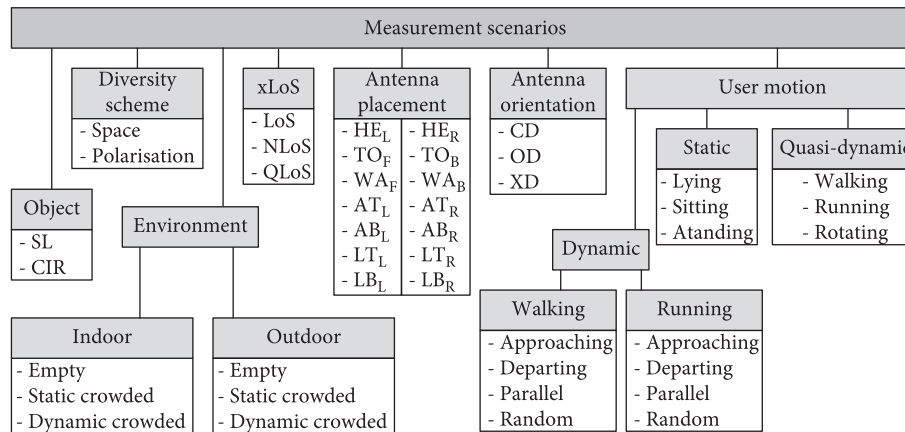 Measurement scenarios
Diversity
scheme
- Space
- Polarisation
xLoS
- LoS
- NLoS
- QLoS
Antenna
placement
- HE_L
- TO_F
- WA_F
- AT_L
- AB_L
- LT_L
- LB_L
- HE_R
- TO_B
- WA_B
- AT_R
- AB_R
- LT_R
- LB_R
Antenna
orientation
- CD
- OD
- XD
User motion
Static
- Lying
- Sitting
- Atanding
Quasi-dynamic
- Walking
- Running
- Rotating
Object
- SL
- CIR
Environment
Dynamic
Indoor
- Empty
- Static crowded
- Dynamic crowded
Outdoor
- Empty
- Static crowded
- Dynamic crowded
Walking
- Approaching
- Departing
- Parallel
- Random
Running
- Approaching
- Departing
- Parallel
- Random